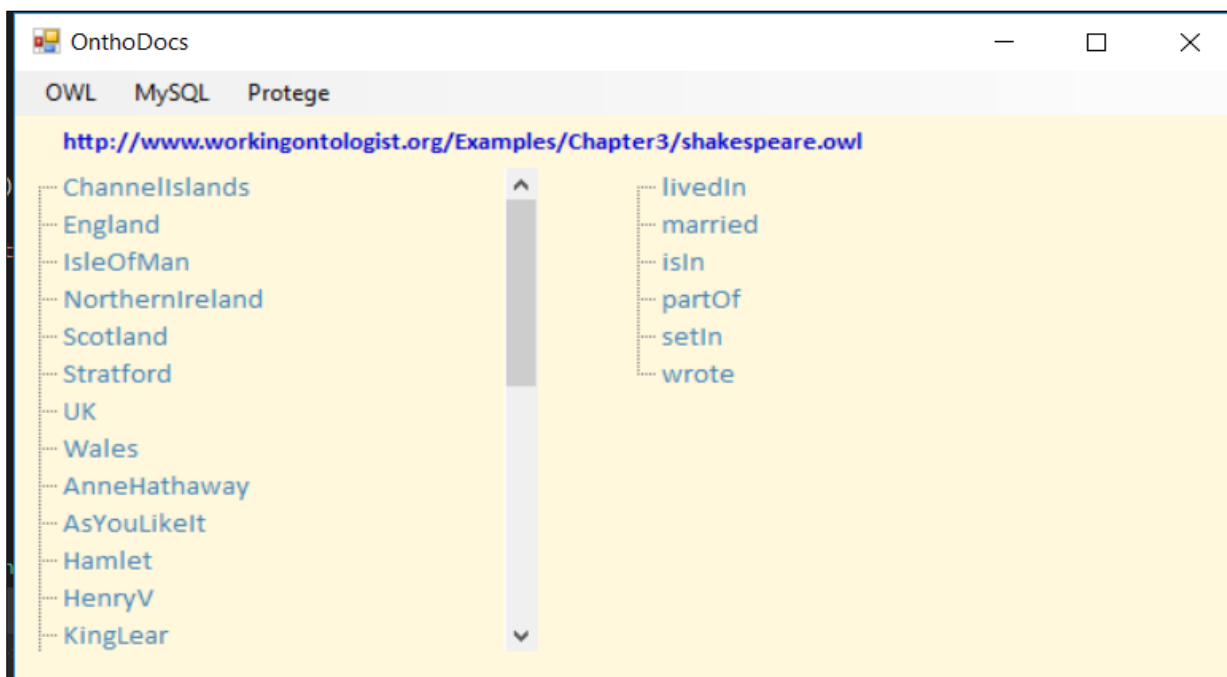 OnthoDocs
OWL MySQL Protege
http://www.workingontologist.org/Examples/Chapter3/shakespeare.owl
ChannelIslands
England
IsleOfMan
NorthernIreland
Scotland
Stratford
UK
Wales
AnneHathaway
AsYouLikeIt
Hamlet
HenryV
KingLear
livedIn
married
isIn
partOf
setIn
wrote